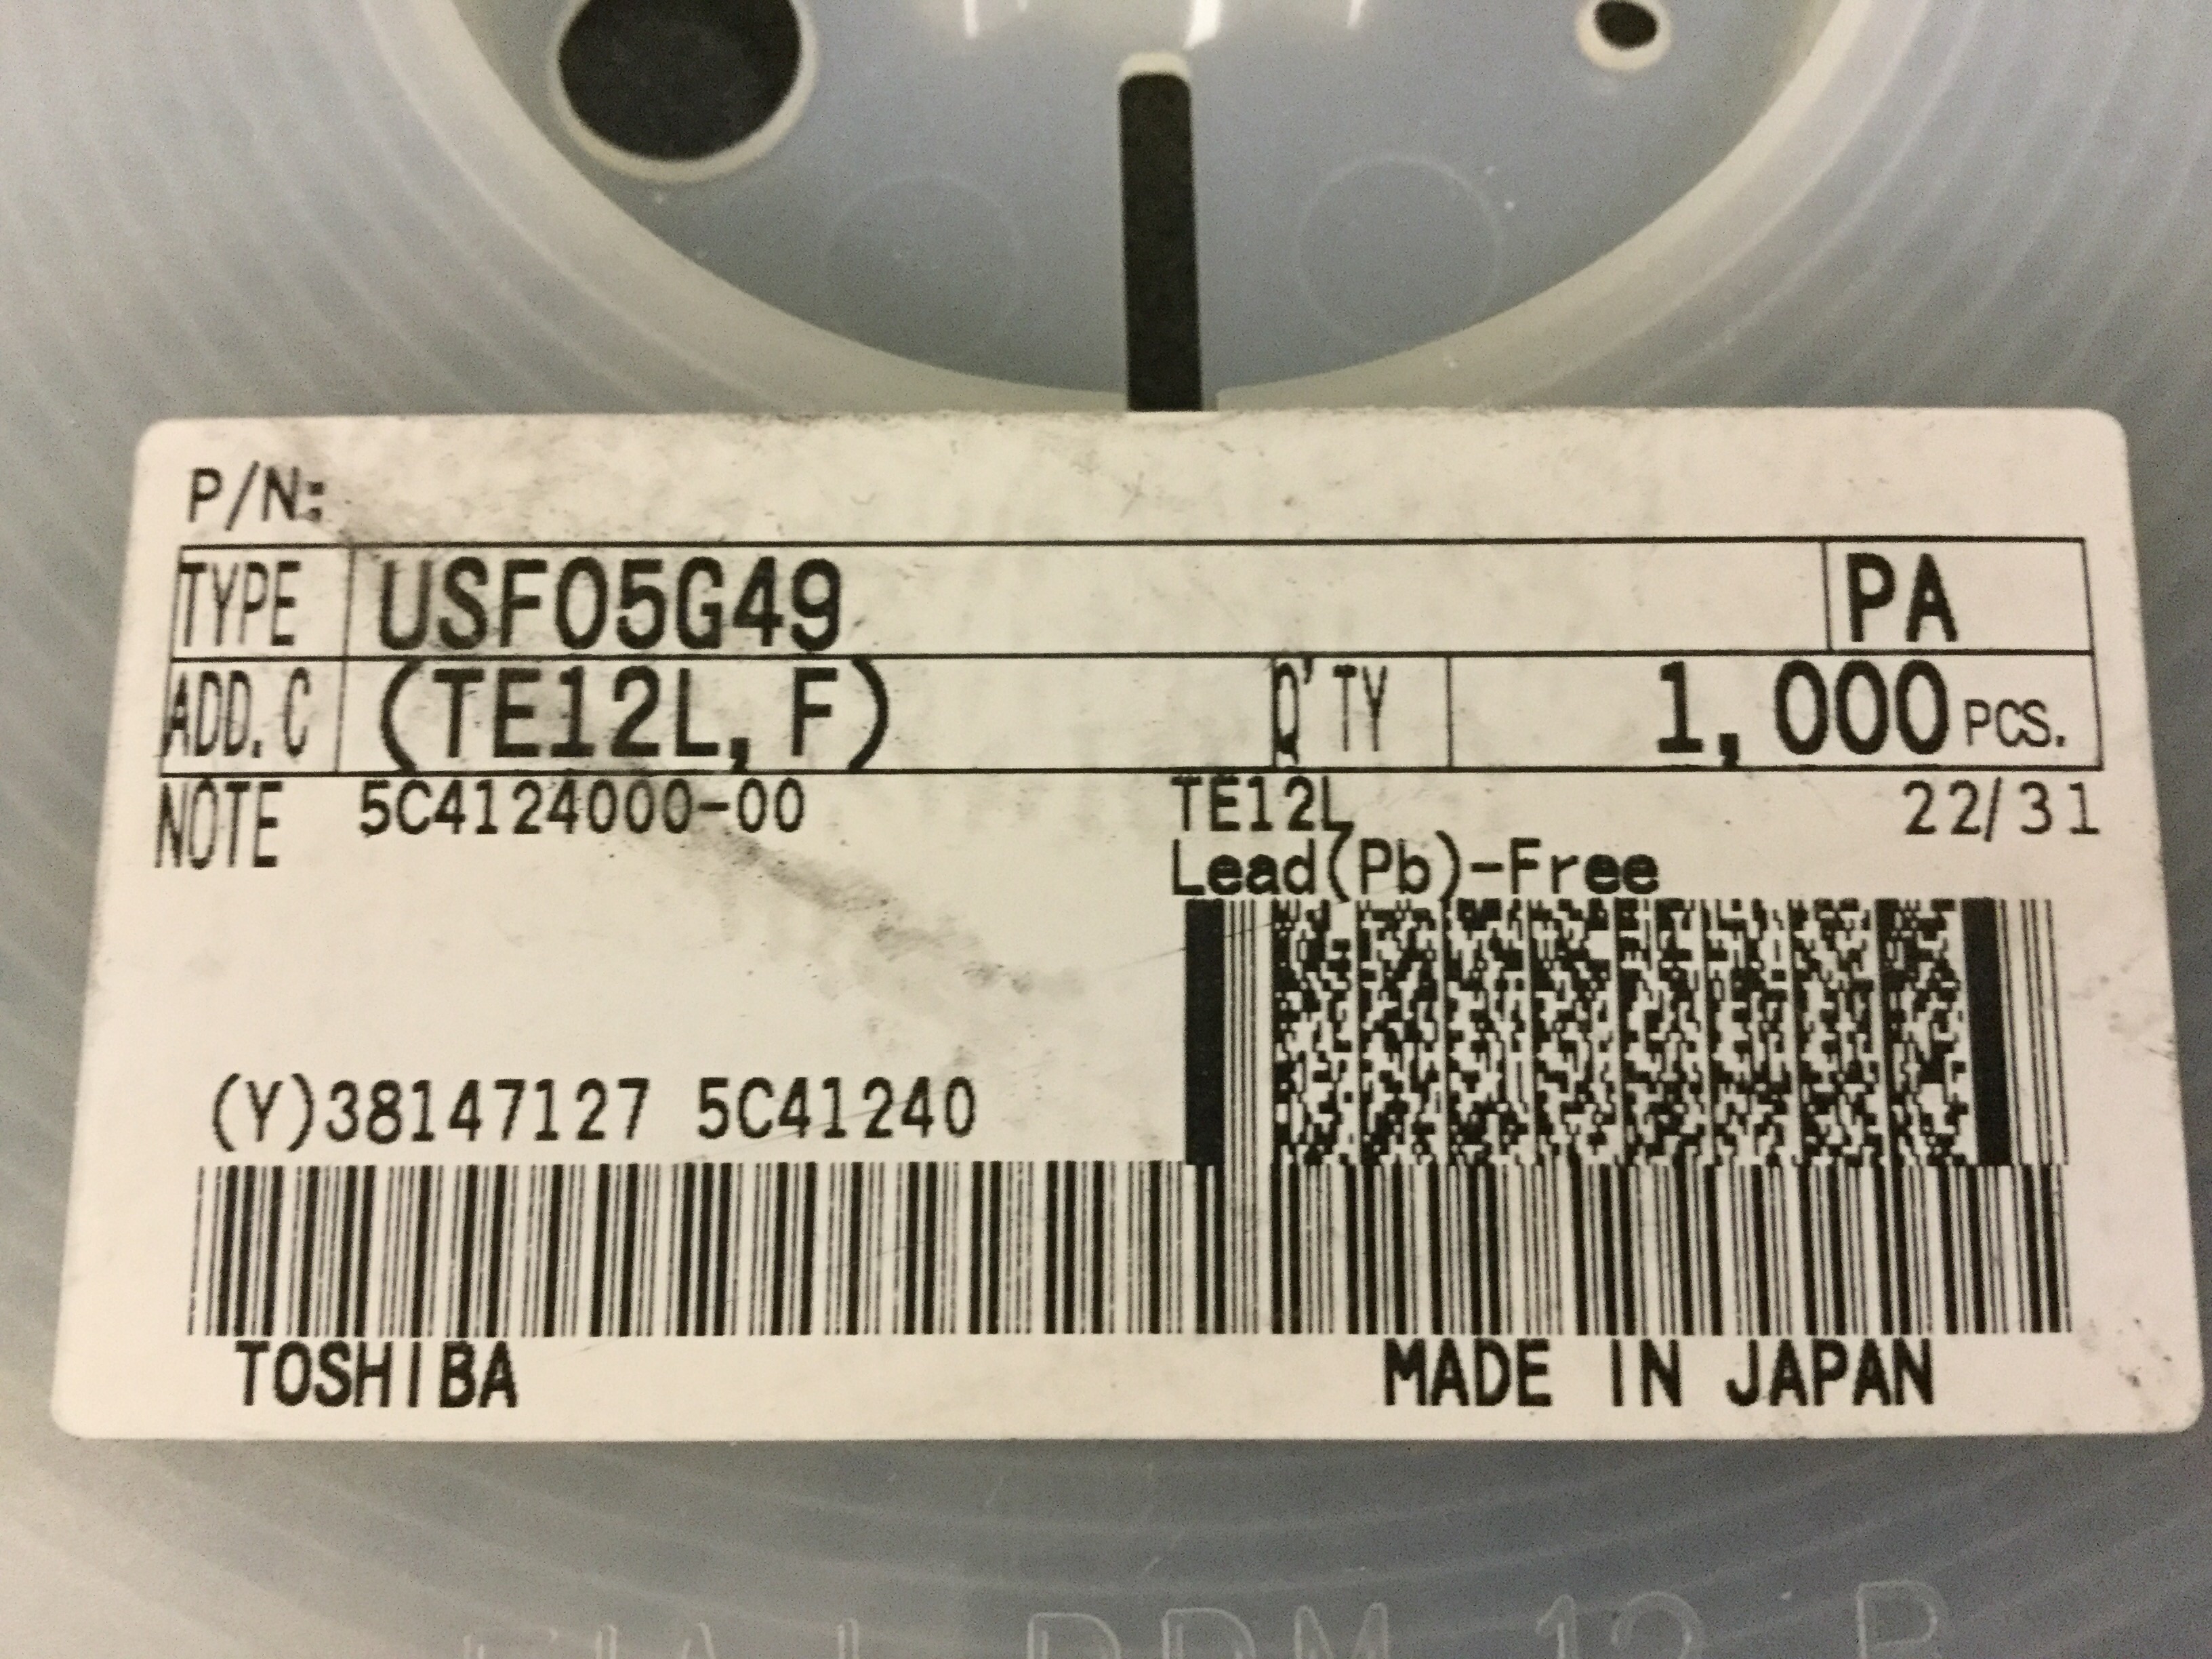 P/N:
TYPE USF05G49 PA
ADD.C (TE12L, F) Q'TY 1,000 PCS.
NOTE 5C4124000-00 TE12L 22/31
Lead(Pb)-Free
(Y)38147127 5C41240
TOSHIBA MADE IN JAPAN